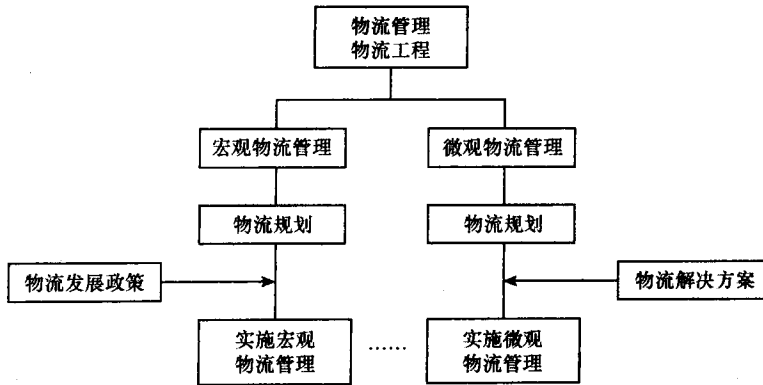 物流管理
物流工程
宏观物流管理
微观物流管理
物流规划
物流规划
物流发展政策
物流解决方案
实施宏观
物流管理
……
实施微观
物流管理